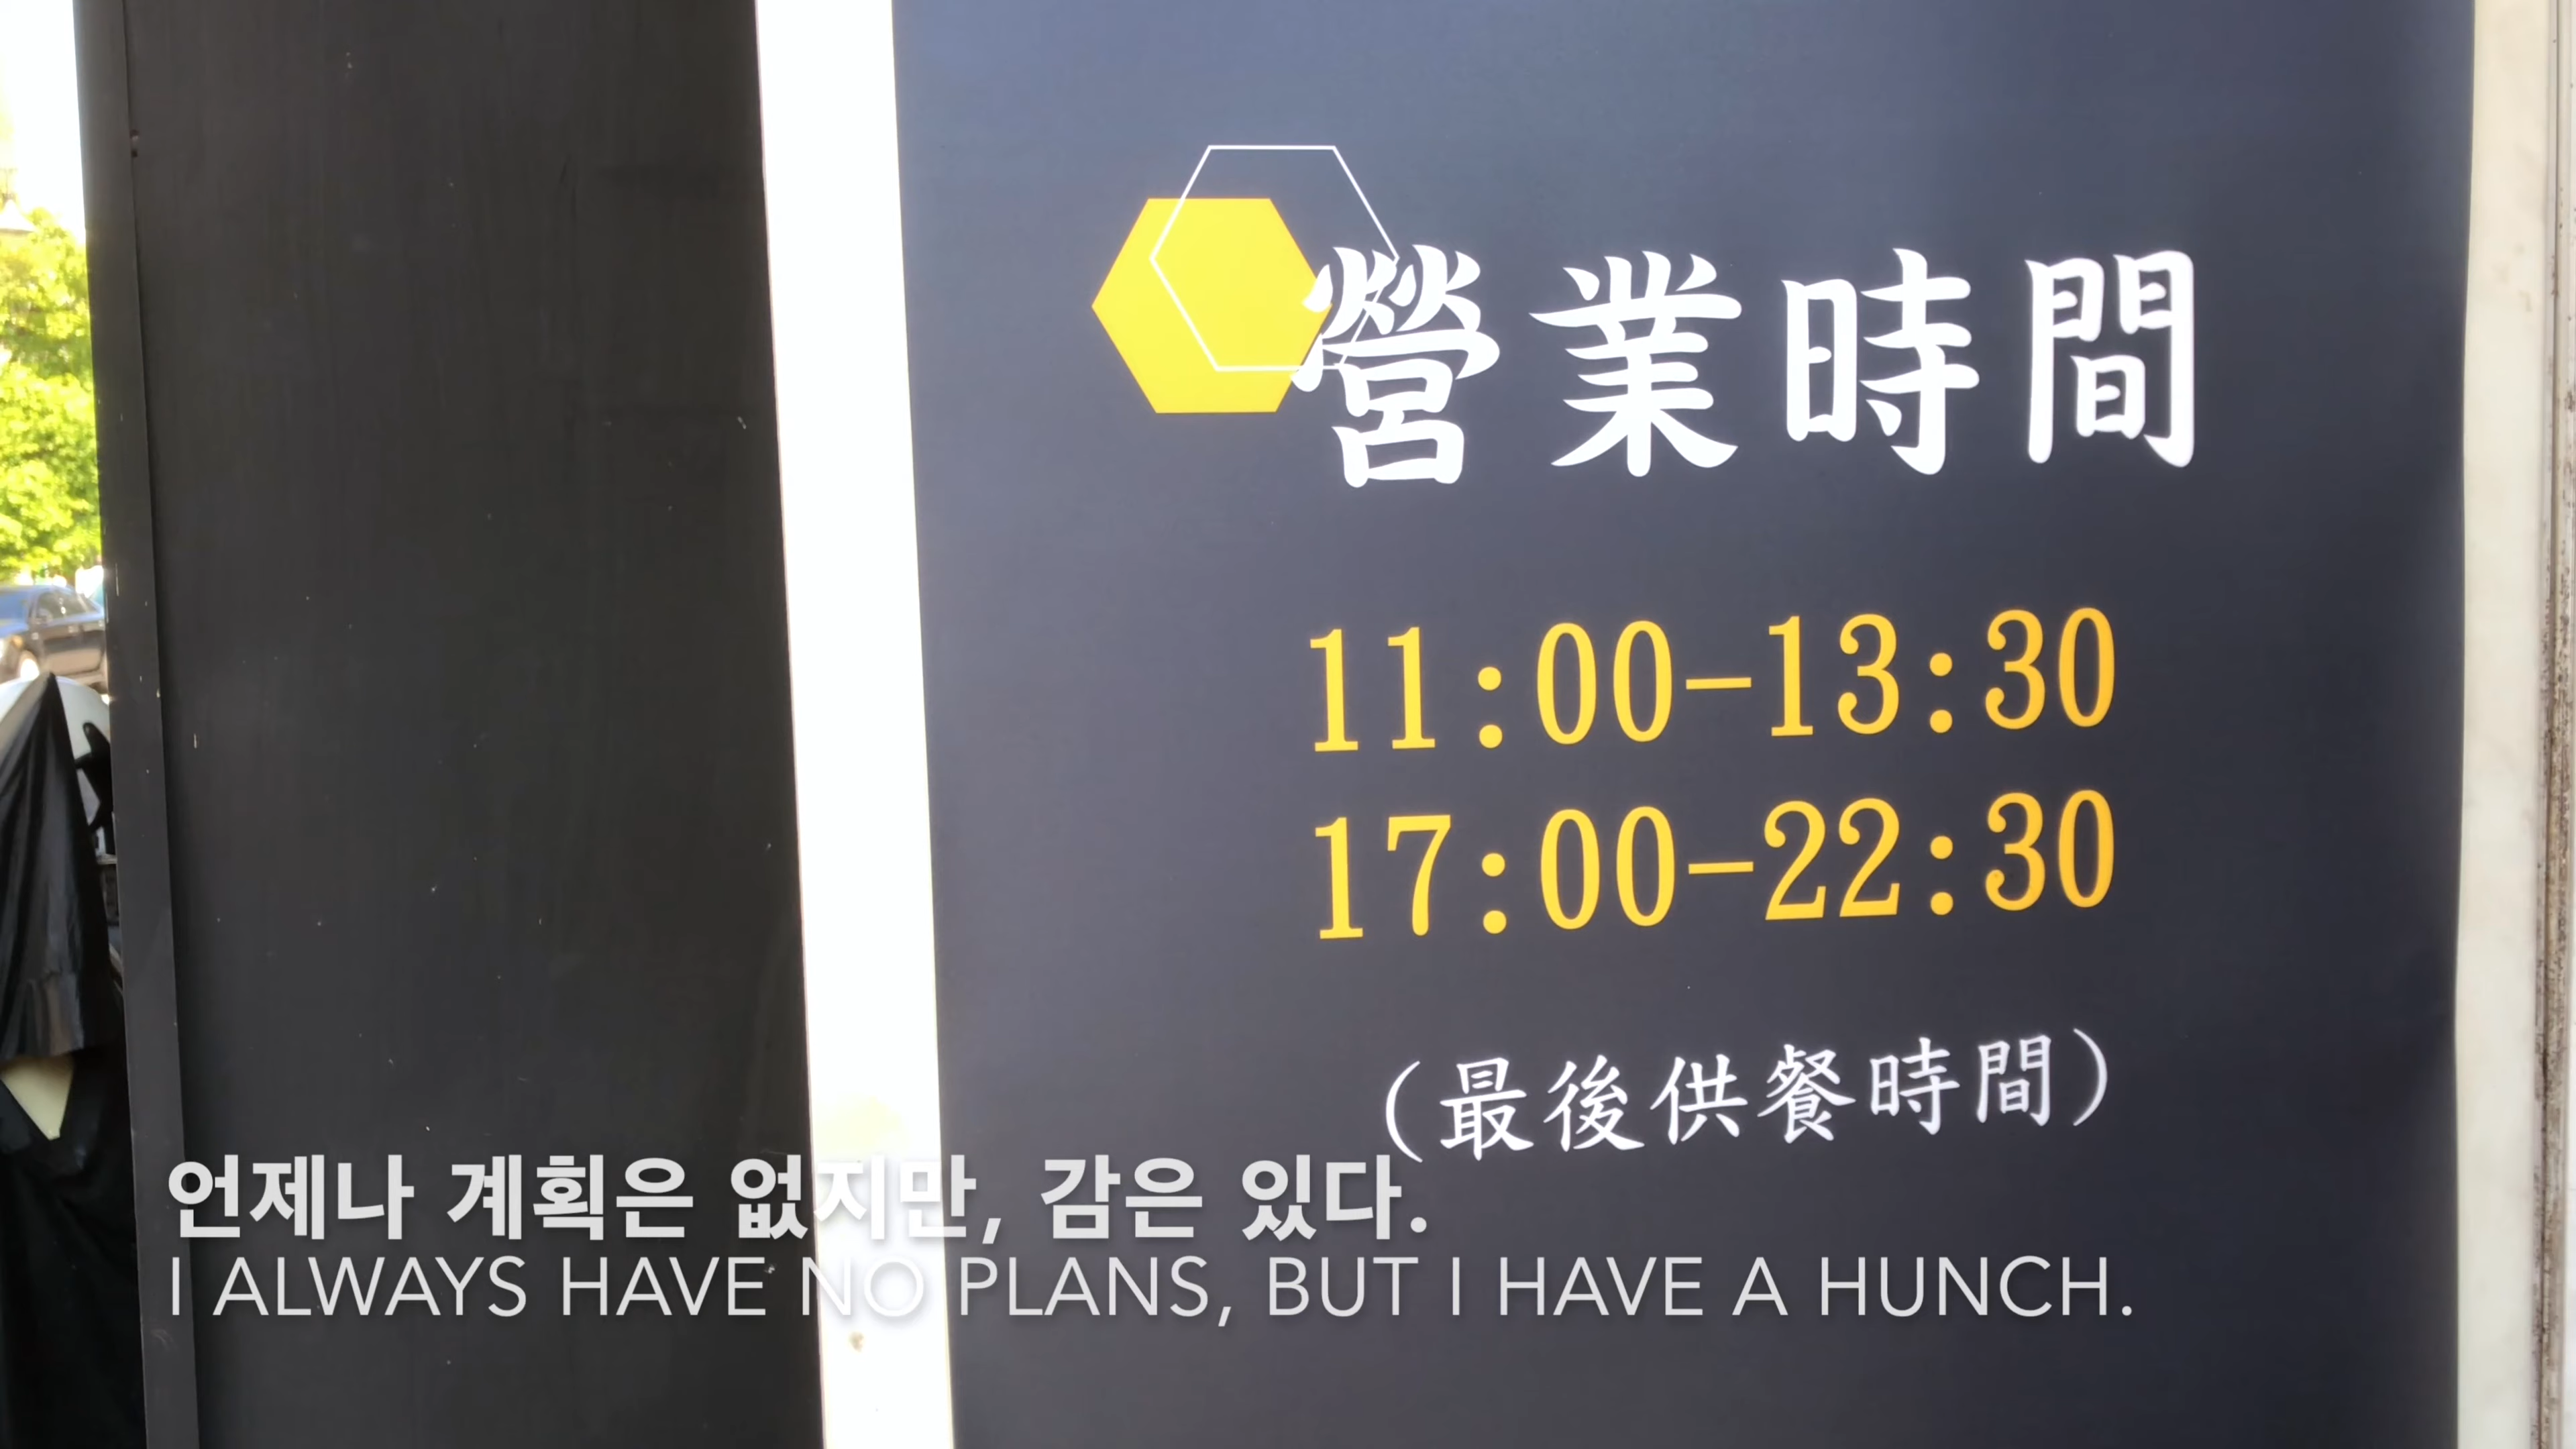 營業時間
11:00-13:30
17:00-22:30
(最後供餐時間)
언제나 계획은 없지만, 감은 있다.
I ALWAYS HAVE NO PLANS, BUT I HAVE A HUNCH.